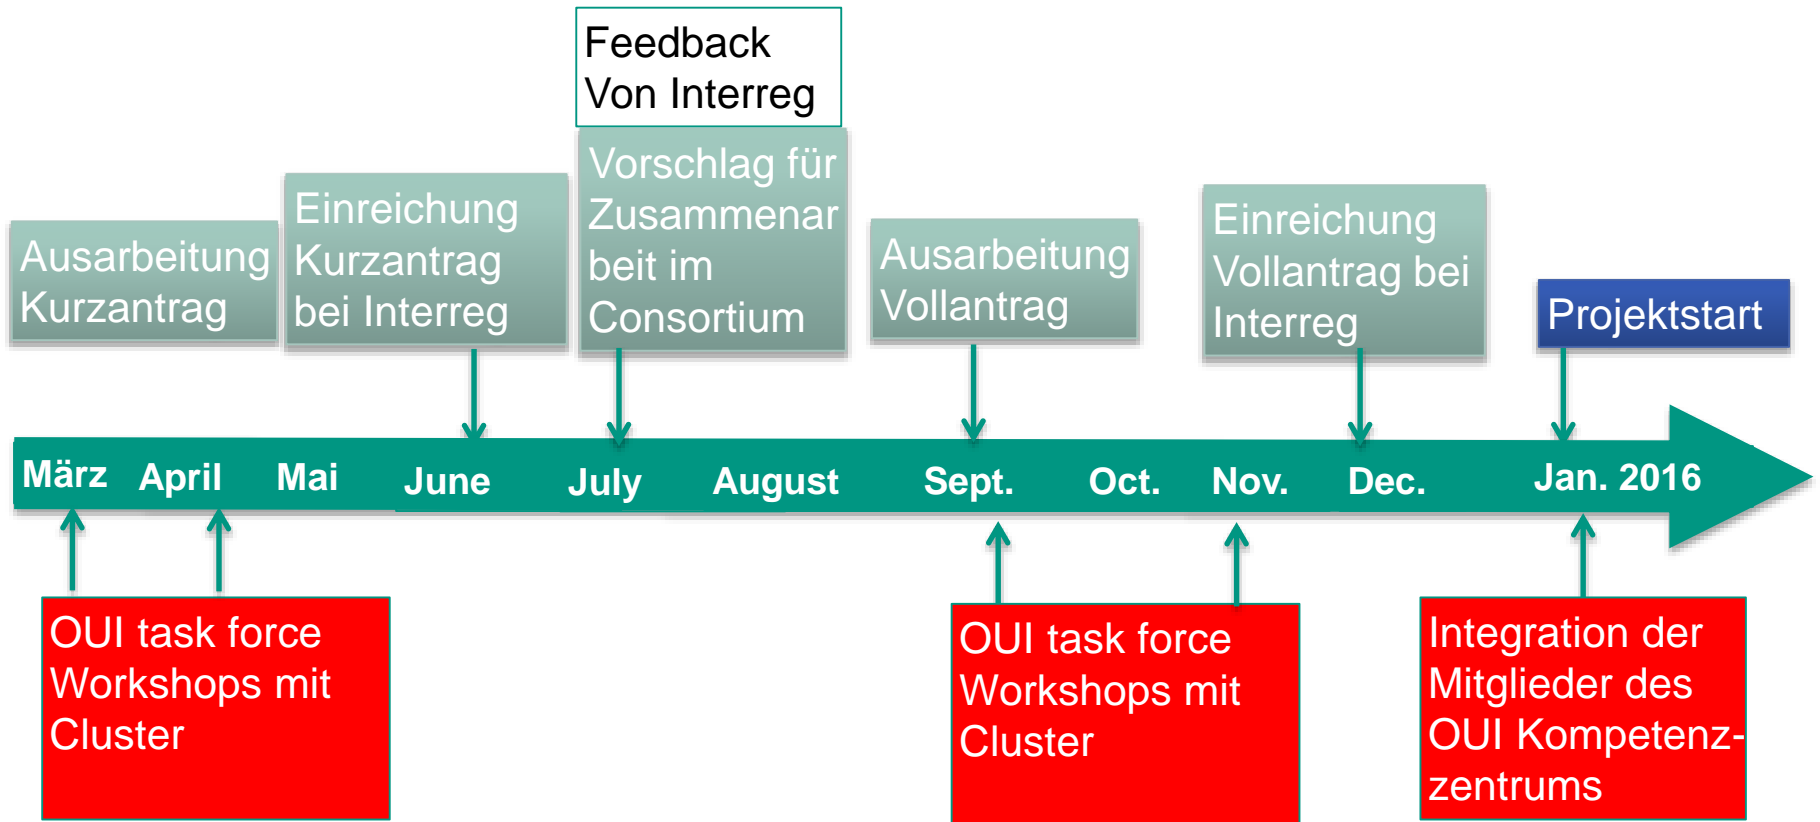 Feedback
Von Interreg
Ausarbeitung
Kurzantrag
Einreichung
Kurzantrag
bei Interreg
Vorschlag für
Zusammenar
beit im
Consortium
Ausarbeitung
Vollantrag
Einreichung
Vollantrag bei
Interreg
Projektstart
März April Mai June July August Sept. Oct. Nov. Dec. Jan. 2016
OUI task force
Workshops mit
Cluster
OUI task force
Workshops mit
Cluster
Integration der
Mitglieder des
OUI Kompetenz-
zentrums